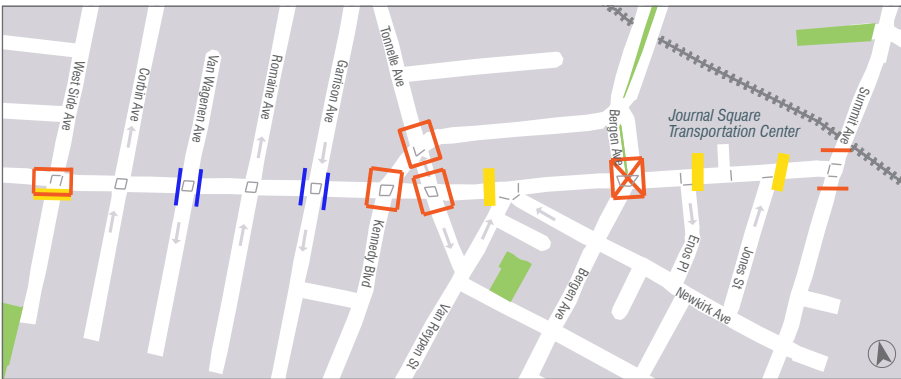 West Side Ave
Corbin Ave
Van Wagenen Ave
Romaine Ave
Garrison Ave
Tonnelle Ave
Kennedy Blvd
Van Reypen St
Bergen Ave
Bergen Ave
Journal Square
Transportation Center
Summit Ave
Enos Pl
Jones St
Newkirk Ave